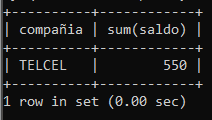 +----------+------------+
| compañia | sum(saldo) |
+----------+------------+
| TELCEL   |        550 |
+----------+------------+
1 row in set (0.00 sec)